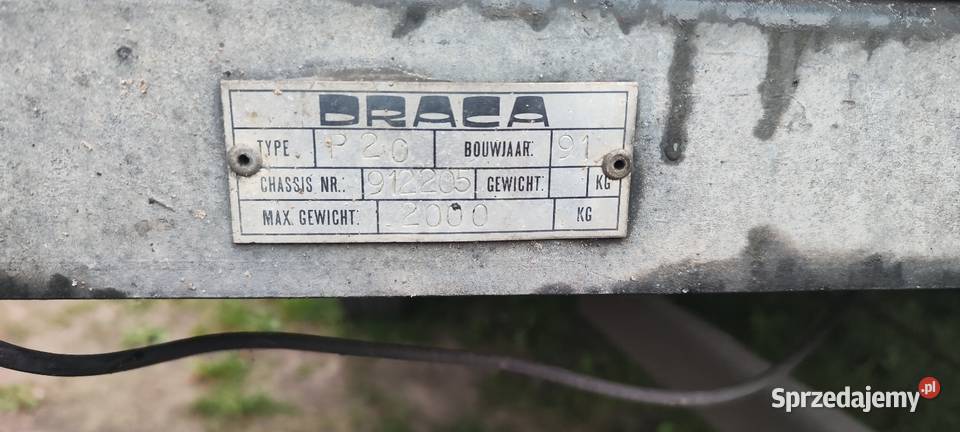 DRACA
TYPE P 20 BOUWJAAR: 91
CHASSIS NR.: 912205 GEWICHT: KG
MAX. GEWICHT: 2000 KG
Sprzedajemy.pl